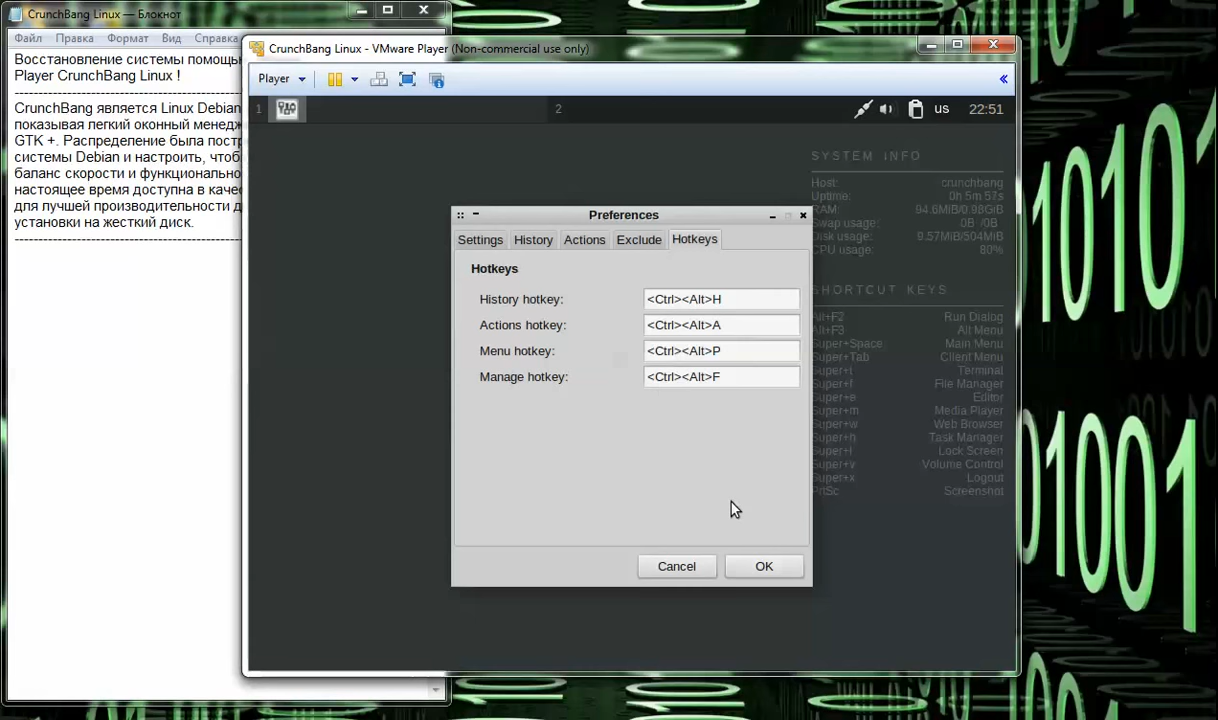 CrunchBang Linux — Блокнот
Файл Правка Формат Вид Справка
Восстановление системы помощь
Player CrunchBang Linux !
CrunchBang является Linux Debian
показывая легкий оконный менедж
GTK +. Распределение была постр
системы Debian и настроить, чтоб
баланс скорости и функционально
настоящее время доступна в качес
для лучшей производительности д
установки на жесткий диск.
CrunchBang Linux - VMware Player (Non-commercial use only)
Player
1 2 us 22:51
SYSTEM INFO
Host: crunchbang
Uptime: 0h 5m 57s
RAM: 94.6MiB/0.98GiB
Swap usage: 0B /0B
Disk usage: 9.57MiB/504MiB
CPU usage: 80%
SHORTCUT KEYS
Alt+F2 Run Dialog
Alt+F3 Alt Menu
Super+Space Main Menu
Super+Tab Client Menu
Super+t Terminal
Super+f File Manager
Super+e Editor
Super+m Media Player
Super+w Web Browser
Super+h Task Manager
Super+l Lock Screen
Super+v Volume Control
Super+x Logout
PrtSc Screenshot
Preferences
Settings History Actions Exclude Hotkeys
Hotkeys
History hotkey: <Ctrl><Alt>H
Actions hotkey: <Ctrl><Alt>A
Menu hotkey: <Ctrl><Alt>P
Manage hotkey: <Ctrl><Alt>F
Cancel OK